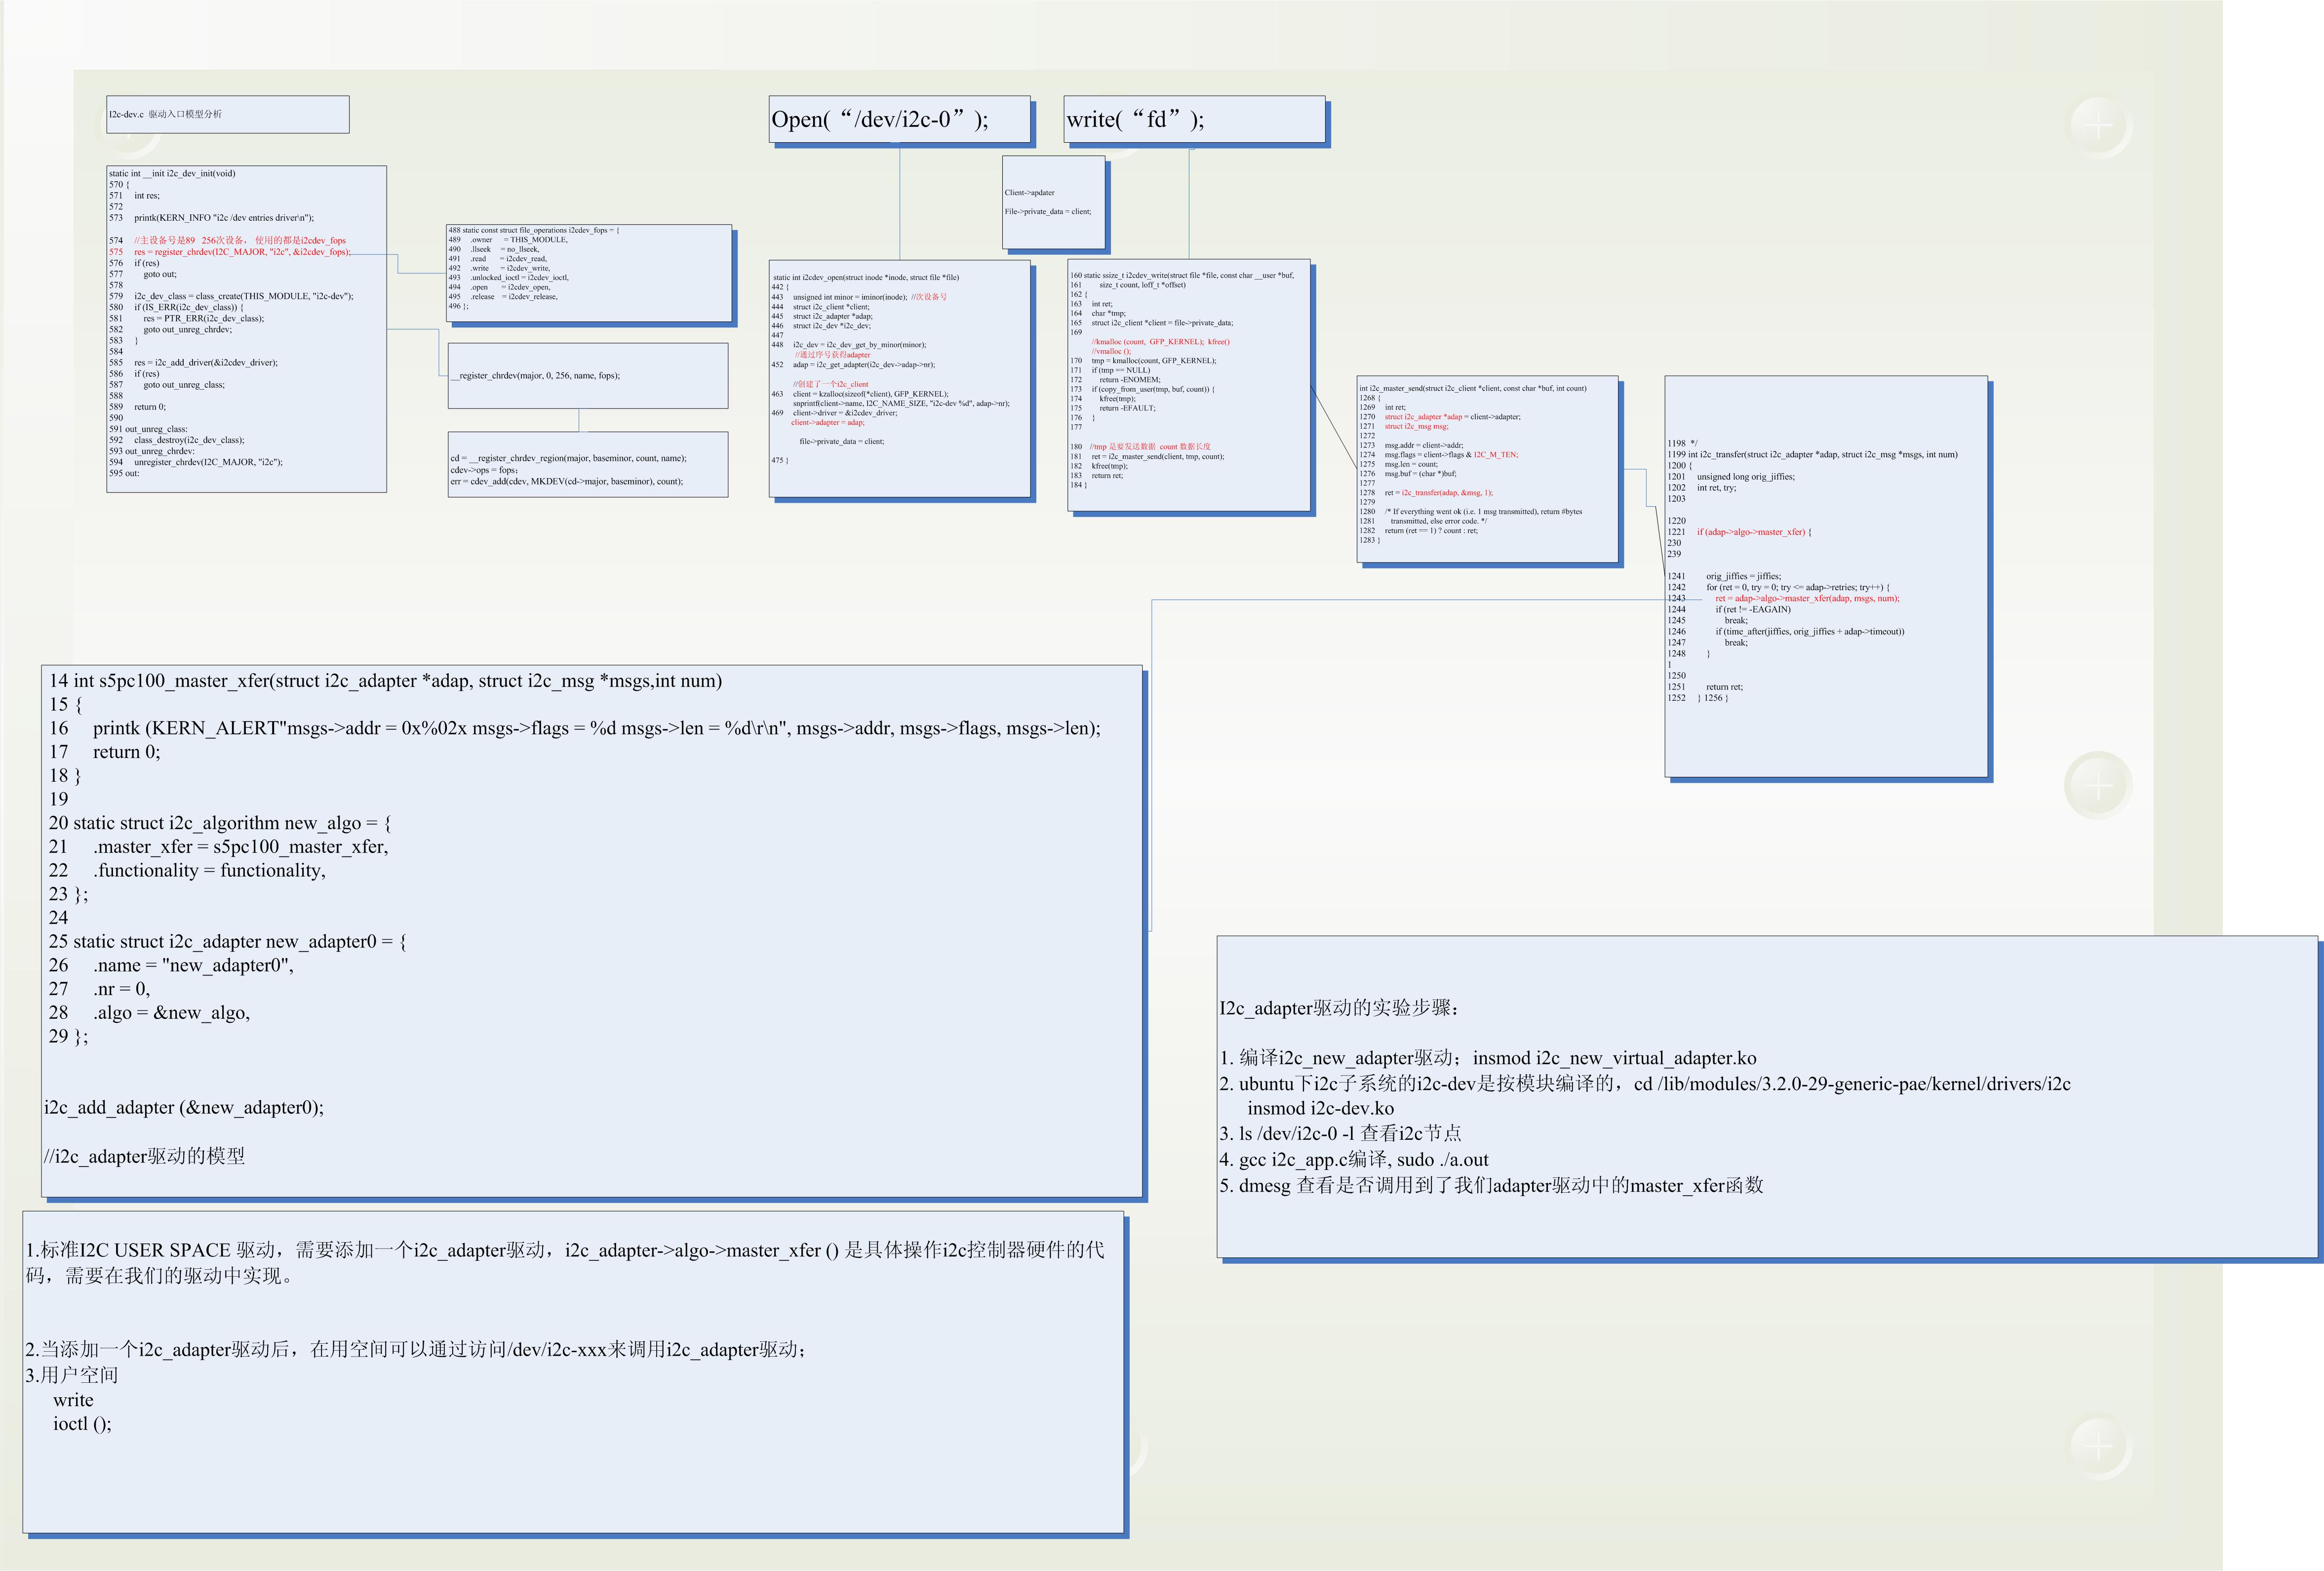 I2c-dev.c 驱动入口模型分析
static int __init i2c_dev_init(void)
570 {
571 int res;
572
573 printk(KERN_INFO "i2c /dev entries driver\n");
574 //主设备号是89 256次设备， 使用的都是i2cdev_fops
575 res = register_chrdev(I2C_MAJOR, "i2c", &i2cdev_fops);
576 if (res)
577 goto out;
578
579 i2c_dev_class = class_create(THIS_MODULE, "i2c-dev");
580 if (IS_ERR(i2c_dev_class)) {
581 res = PTR_ERR(i2c_dev_class);
582 goto out_unreg_chrdev;
583 }
584
585 res = i2c_add_driver(&i2cdev_driver);
586 if (res)
587 goto out_unreg_class;
588
589 return 0;
590
591 out_unreg_class:
592 class_destroy(i2c_dev_class);
593 out_unreg_chrdev:
594 unregister_chrdev(I2C_MAJOR, "i2c");
595 out:
488 static const struct file_operations i2cdev_fops = {
489 .owner = THIS_MODULE,
490 .llseek = no_llseek,
491 .read = i2cdev_read,
492 .write = i2cdev_write,
493 .unlocked_ioctl = i2cdev_ioctl,
494 .open = i2cdev_open,
495 .release = i2cdev_release,
496 };
__register_chrdev(major, 0, 256, name, fops);
cd = __register_chrdev_region(major, baseminor, count, name);
cdev->ops = fops；
err = cdev_add(cdev, MKDEV(cd->major, baseminor), count);
Open(“/dev/i2c-0”);
static int i2cdev_open(struct inode *inode, struct file *file)
442 {
443 unsigned int minor = iminor(inode); //次设备号
444 struct i2c_client *client;
445 struct i2c_adapter *adap;
446 struct i2c_dev *i2c_dev;
447
448 i2c_dev = i2c_dev_get_by_minor(minor);
//通过序号获得adapter
452 adap = i2c_get_adapter(i2c_dev->adap->nr);
//创建了一个i2c_client
463 client = kzalloc(sizeof(*client), GFP_KERNEL);
snprintf(client->name, I2C_NAME_SIZE, "i2c-dev %d", adap->nr);
469 client->driver = &i2cdev_driver;
client->adapter = adap;
file->private_data = client;
475 }
write(“fd”);
Client->apdater
File->private_data = client;
160 static ssize_t i2cdev_write(struct file *file, const char __user *buf,
161 size_t count, loff_t *offset)
162 {
163 int ret;
164 char *tmp;
165 struct i2c_client *client = file->private_data;
169
//kmalloc (count, GFP_KERNEL); kfree()
//vmalloc ();
170 tmp = kmalloc(count, GFP_KERNEL);
171 if (tmp == NULL)
172 return -ENOMEM;
173 if (copy_from_user(tmp, buf, count)) {
174 kfree(tmp);
175 return -EFAULT;
176 }
177
180 //tmp 是要发送数据 count 数据长度
181 ret = i2c_master_send(client, tmp, count);
182 kfree(tmp);
183 return ret;
184 }
int i2c_master_send(struct i2c_client *client, const char *buf, int count)
1268 {
1269 int ret;
1270 struct i2c_adapter *adap = client->adapter;
1271 struct i2c_msg msg;
1272
1273 msg.addr = client->addr;
1274 msg.flags = client->flags & I2C_M_TEN;
1275 msg.len = count;
1276 msg.buf = (char *)buf;
1277
1278 ret = i2c_transfer(adap, &msg, 1);
1279
1280 /* If everything went ok (i.e. 1 msg transmitted), return #bytes
1281 transmitted, else error code. */
1282 return (ret == 1) ? count : ret;
1283 }
1198 */
1199 int i2c_transfer(struct i2c_adapter *adap, struct i2c_msg *msgs, int num)
1200 {
1201 unsigned long orig_jiffies;
1202 int ret, try;
1203
1220
1221 if (adap->algo->master_xfer) {
230
239
1241 orig_jiffies = jiffies;
1242 for (ret = 0, try = 0; try <= adap->retries; try++) {
1243 ret = adap->algo->master_xfer(adap, msgs, num);
1244 if (ret != -EAGAIN)
1245 break;
1246 if (time_after(jiffies, orig_jiffies + adap->timeout))
1247 break;
1248 }
1
1250
1251 return ret;
1252 } 1256 }
14 int s5pc100_master_xfer(struct i2c_adapter *adap, struct i2c_msg *msgs,int num)
15 {
16 printk (KERN_ALERT"msgs->addr = 0x%02x msgs->flags = %d msgs->len = %d\r\n", msgs->addr, msgs->flags, msgs->len);
17 return 0;
18 }
19
20 static struct i2c_algorithm new_algo = {
21 .master_xfer = s5pc100_master_xfer,
22 .functionality = functionality,
23 };
24
25 static struct i2c_adapter new_adapter0 = {
26 .name = "new_adapter0",
27 .nr = 0,
28 .algo = &new_algo,
29 };
i2c_add_adapter (&new_adapter0);
//i2c_adapter驱动的模型
I2c_adapter驱动的实验步骤：
1. 编译i2c_new_adapter驱动；insmod i2c_new_virtual_adapter.ko
2. ubuntu下i2c子系统的i2c-dev是按模块编译的，cd /lib/modules/3.2.0-29-generic-pae/kernel/drivers/i2c
insmod i2c-dev.ko
3. ls /dev/i2c-0 -l 查看i2c节点
4. gcc i2c_app.c编译, sudo ./a.out
5. dmesg 查看是否调用到了我们adapter驱动中的master_xfer函数
1.标准I2C USER SPACE 驱动，需要添加一个i2c_adapter驱动，i2c_adapter->algo->master_xfer () 是具体操作i2c控制器硬件的代
码，需要在我们的驱动中实现。
2.当添加一个i2c_adapter驱动后，在用空间可以通过访问/dev/i2c-xxx来调用i2c_adapter驱动；
3.用户空间
write
ioctl ();